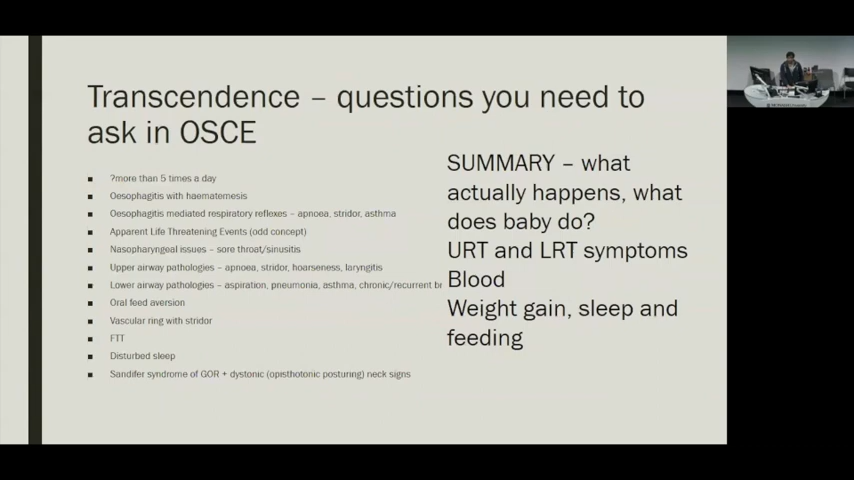 Transcendence – questions you need to
ask in OSCE
?more than 5 times a day
Oesophagitis with haematemesis
Oesophagitis mediated respiratory reflexes – apnoea, stridor, asthma
Apparent Life Threatening Events (odd concept)
Nasopharyngeal issues – sore throat/sinusitis
Upper airway pathologies – apnoea, stridor, hoarseness, laryngitis
Lower airway pathologies – aspiration, pneumonia, asthma, chronic/recurrent br
Oral feed aversion
Vascular ring with stridor
FTT
Disturbed sleep
Sandifer syndrome of GOR + dystonic (opisthotonic posturing) neck signs
SUMMARY – what
actually happens, what
does baby do?
URT and LRT symptoms
Blood
Weight gain, sleep and
feeding